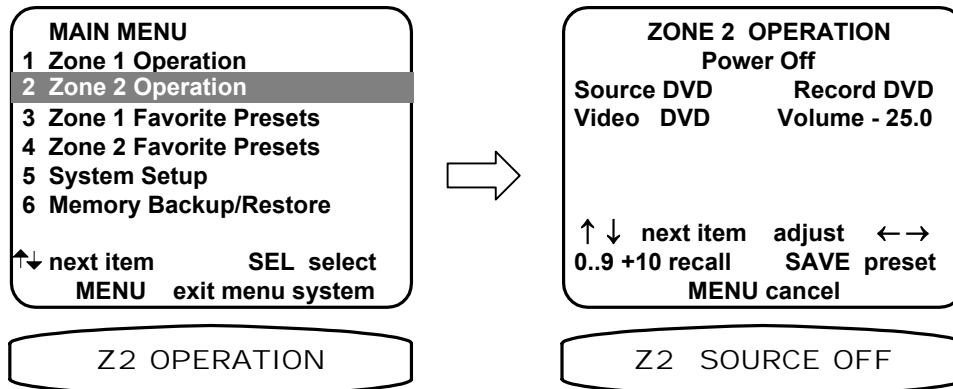 MAIN MENU
1 Zone 1 Operation
2 Zone 2 Operation
3 Zone 1 Favorite Presets
4 Zone 2 Favorite Presets
5 System Setup
6 Memory Backup/Restore
↑↓ next item SEL select
MENU exit menu system
Z2 OPERATION
ZONE 2 OPERATION
Power Off
Source DVD Record DVD
Video DVD Volume - 25.0
↑ ↓ next item adjust ← →
0..9 +10 recall SAVE preset
MENU cancel
Z2 SOURCE OFF